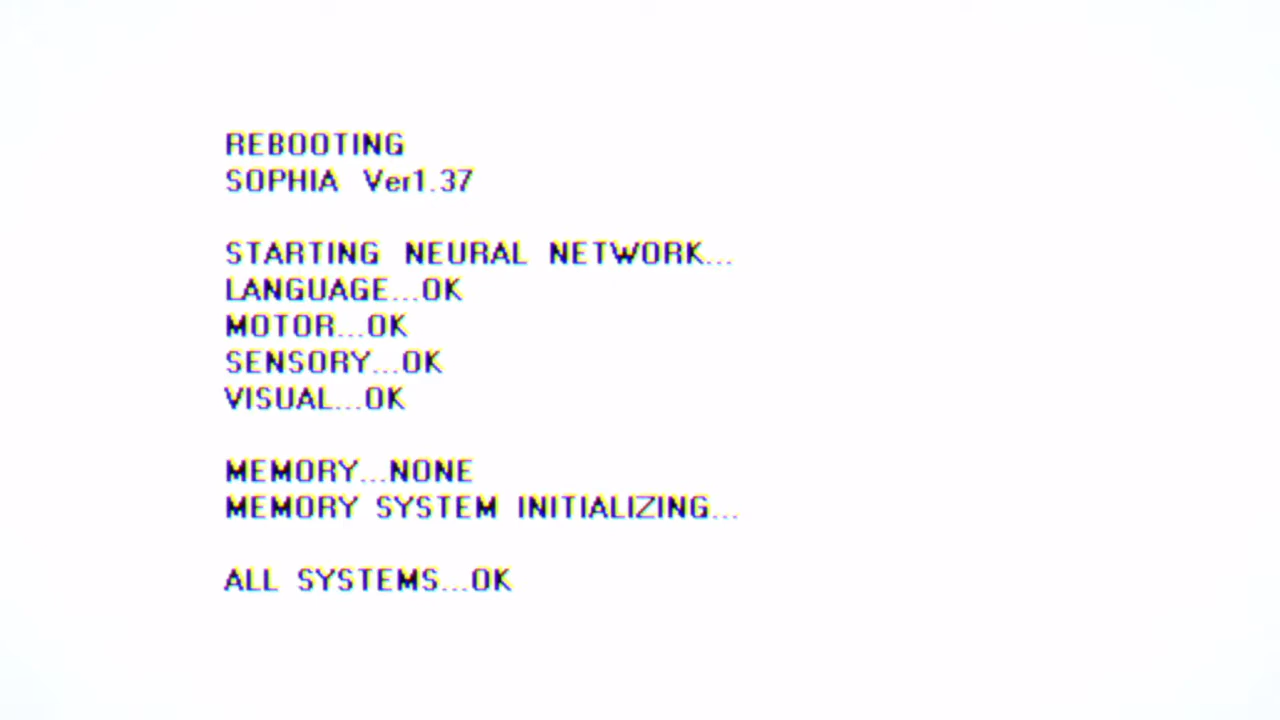 REBOOTING
SOPHIA Ver1.37
STARTING NEURAL NETWORK...
LANGUAGE...OK
MOTOR...OK
SENSORY...OK
VISUAL...OK
MEMORY...NONE
MEMORY SYSTEM INITIALIZING...
ALL SYSTEMS...OK